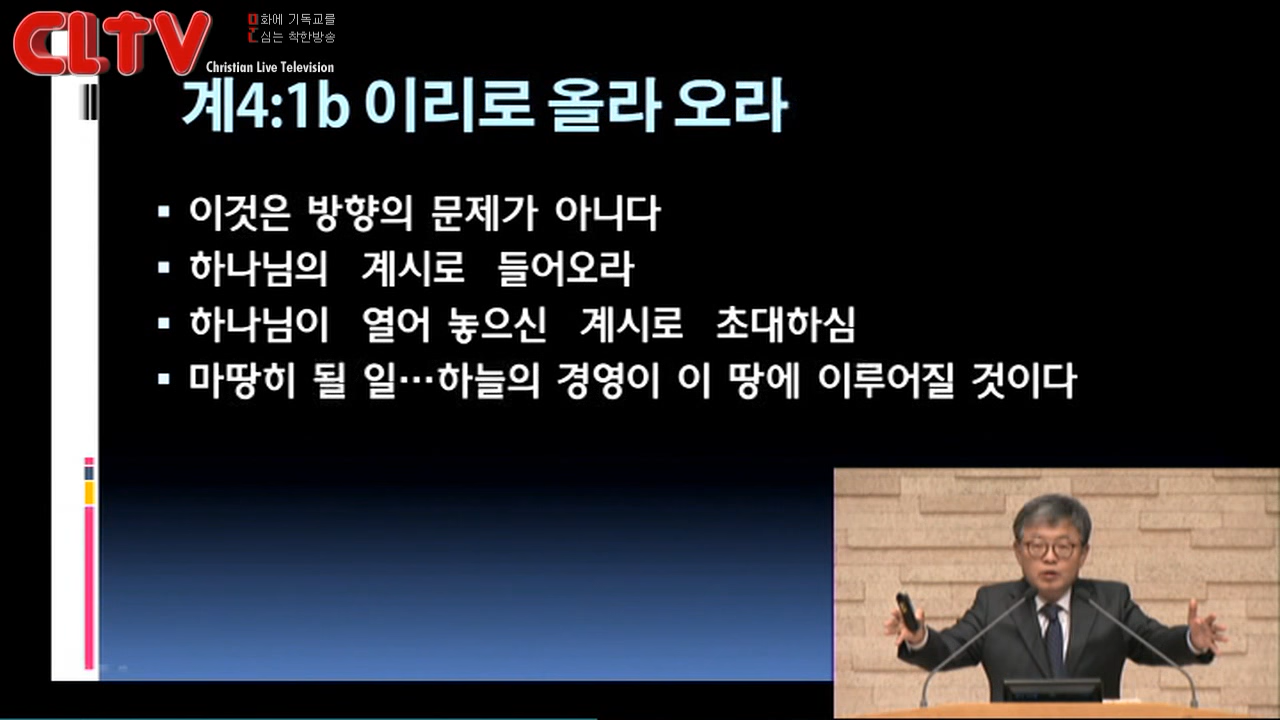 CLTV
문화에 기독교를
심는 착한방송
Christian Live Television
계4:1b 이리로 올라 오라
이것은 방향의 문제가 아니다
하나님의 계시로 들어오라
하나님이 열어 놓으신 계시로 초대하심
마땅히 될 일…하늘의 경영이 이 땅에 이루어질 것이다